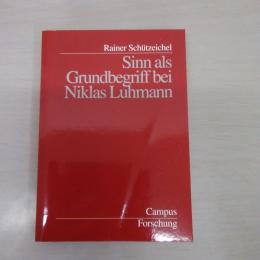 Rainer Schützeichel
Sinn als
Grundbegriff bei
Niklas Luhmann
Campus
Forschung